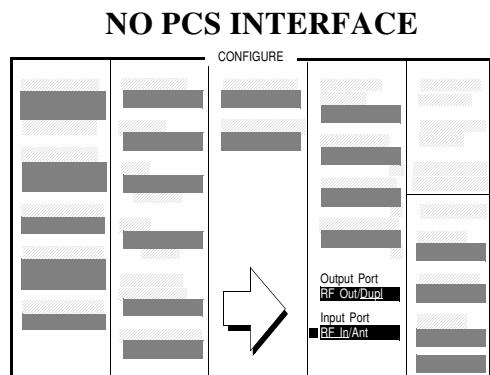 NO PCS INTERFACE
CONFIGURE
Output Port
RF Out/Dupl
Input Port
RF In/Ant